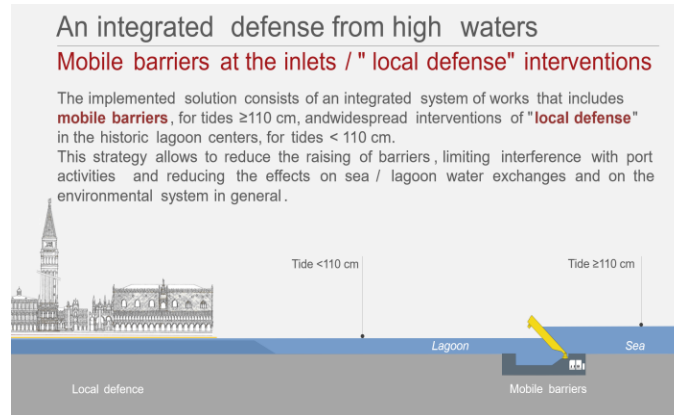 An integrated defense from high waters
Mobile barriers at the inlets / " local defense" interventions
The implemented solution consists of an integrated system of works that includes
mobile barriers, for tides ≥110 cm, andwidespread interventions of "local defense"
in the historic lagoon centers, for tides < 110 cm.
This strategy allows to reduce the raising of barriers, limiting interference with port
activities and reducing the effects on sea / lagoon water exchanges and on the
environmental system in general.
Tide <110 cm
Tide ≥110 cm
Lagoon
Sea
Local defence
Mobile barriers